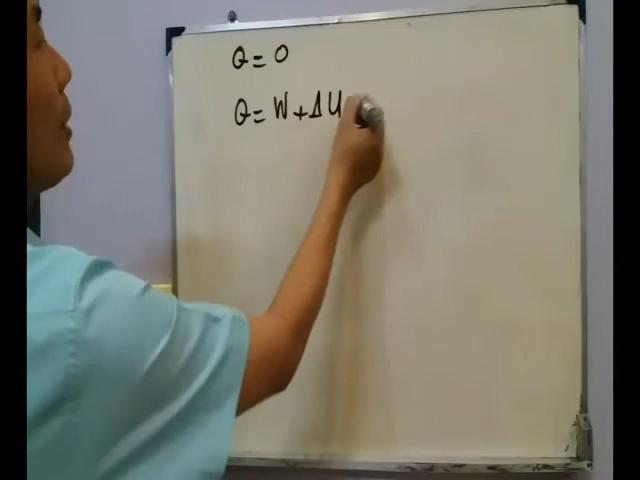 Q = 0
Q = W + ΔU